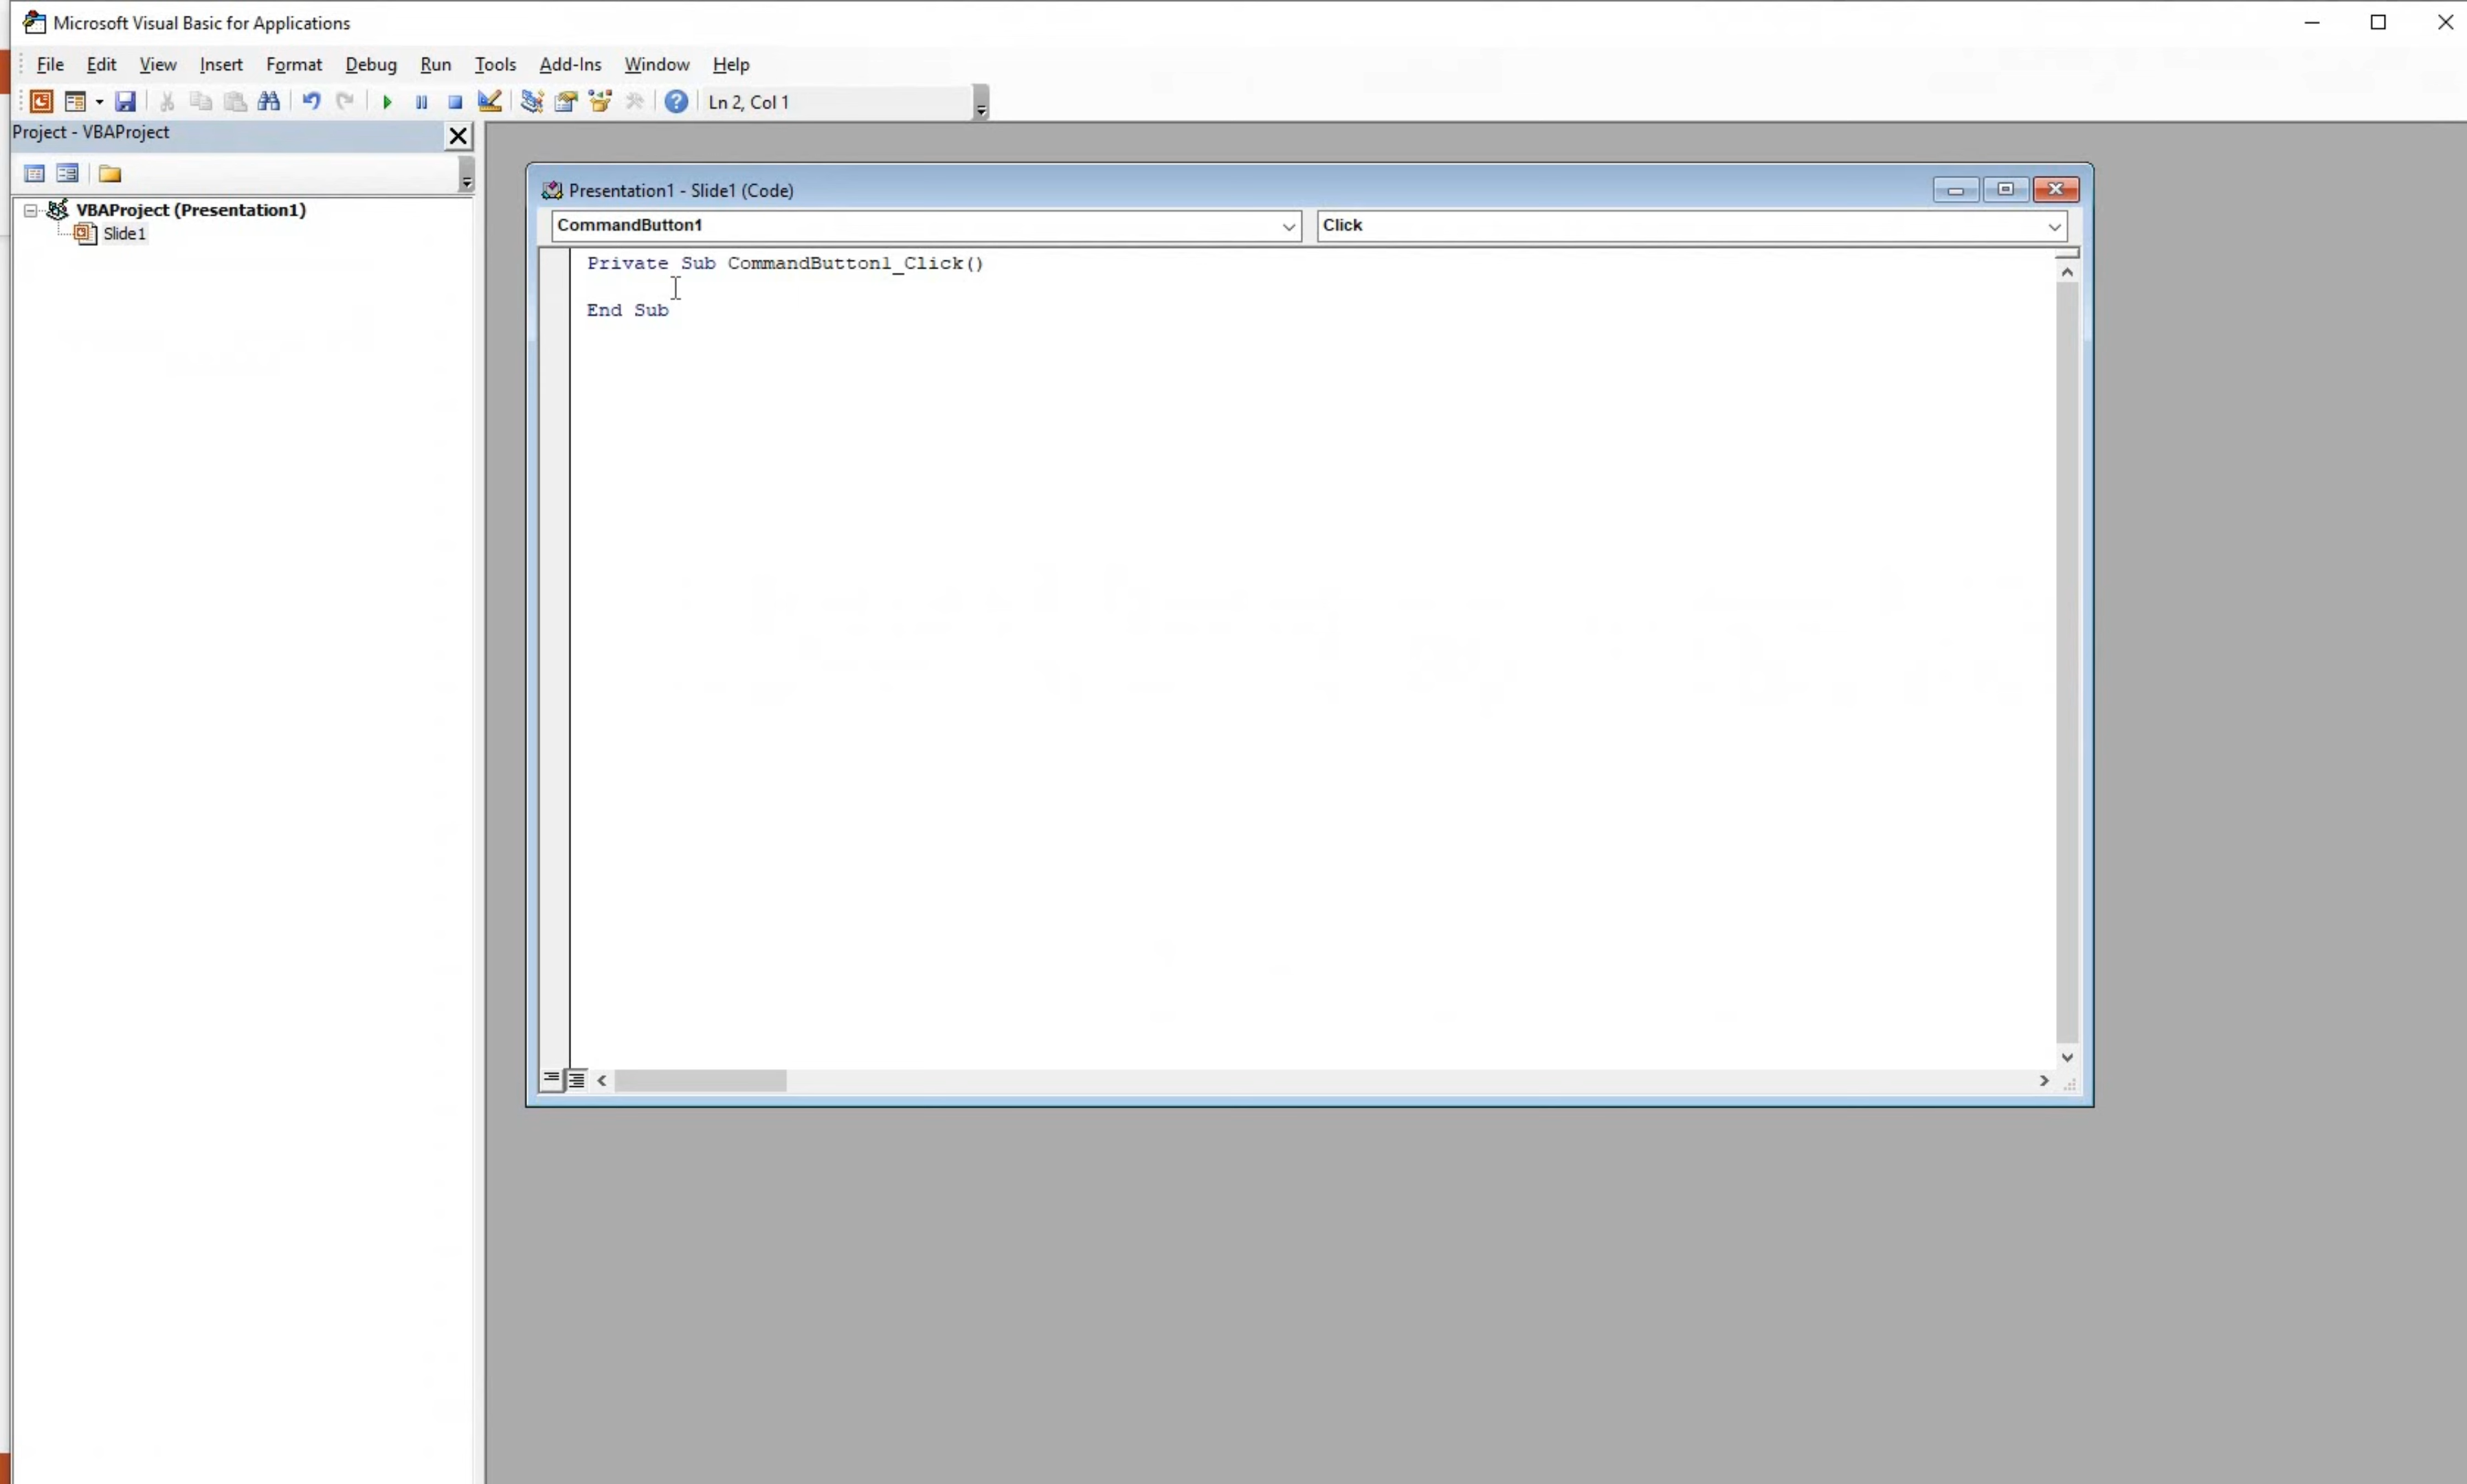 Microsoft Visual Basic for Applications
File Edit View Insert Format Debug Run Tools Add-Ins Window Help
Ln 2, Col 1
Project - VBAProject
VBAProject (Presentation1)
Slide1
Presentation1 - Slide1 (Code)
CommandButton1 Click
Private Sub CommandButton1_Click()
End Sub